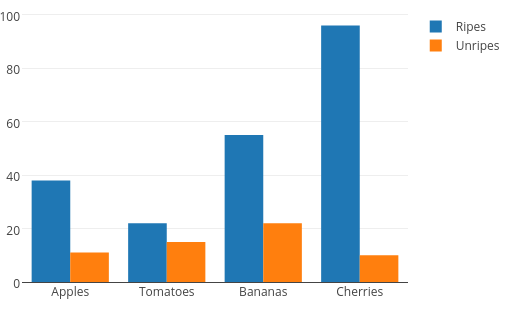 100
80
60
40
20
0
Apples
Tomatoes
Bananas
Cherries
Ripes
Unripes